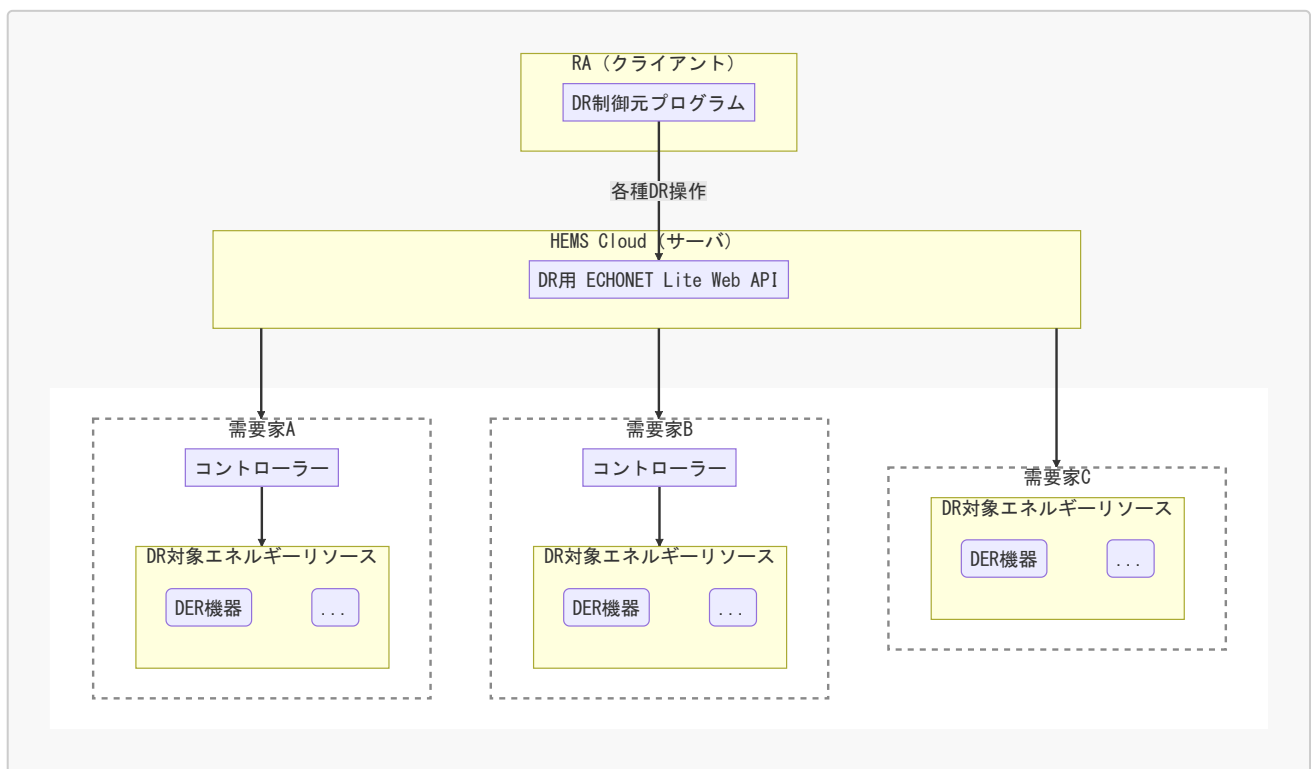 RA（クライアント）
DR制御元プログラム
各種DR操作
HEMS Cloud（サーバ）
DR用 ECHONET Lite Web API
需要家A
コントローラー
DR対象エネルギーリソース
DER機器
...
需要家B
コントローラー
DR対象エネルギーリソース
DER機器
...
需要家C
DR対象エネルギーリソース
DER機器
...